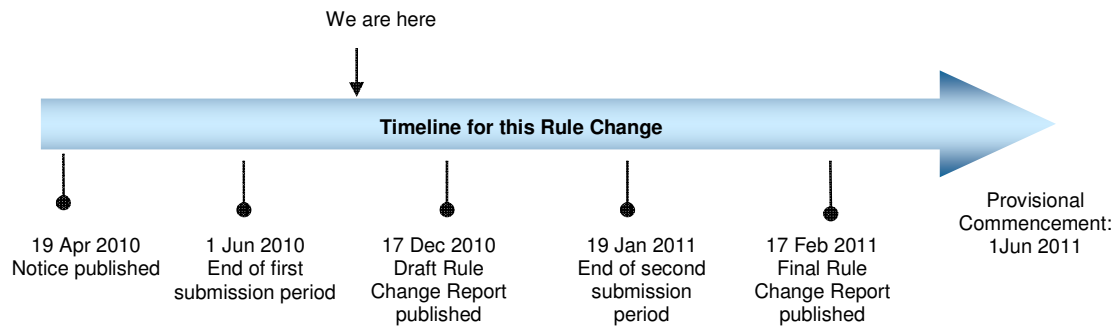 We are here
Timeline for this Rule Change
19 Apr 2010
Notice published
1 Jun 2010
End of first
submission period
17 Dec 2010
Draft Rule
Change Report
published
19 Jan 2011
End of second
submission
period
17 Feb 2011
Final Rule
Change Report
published
Provisional
Commencement:
1Jun 2011